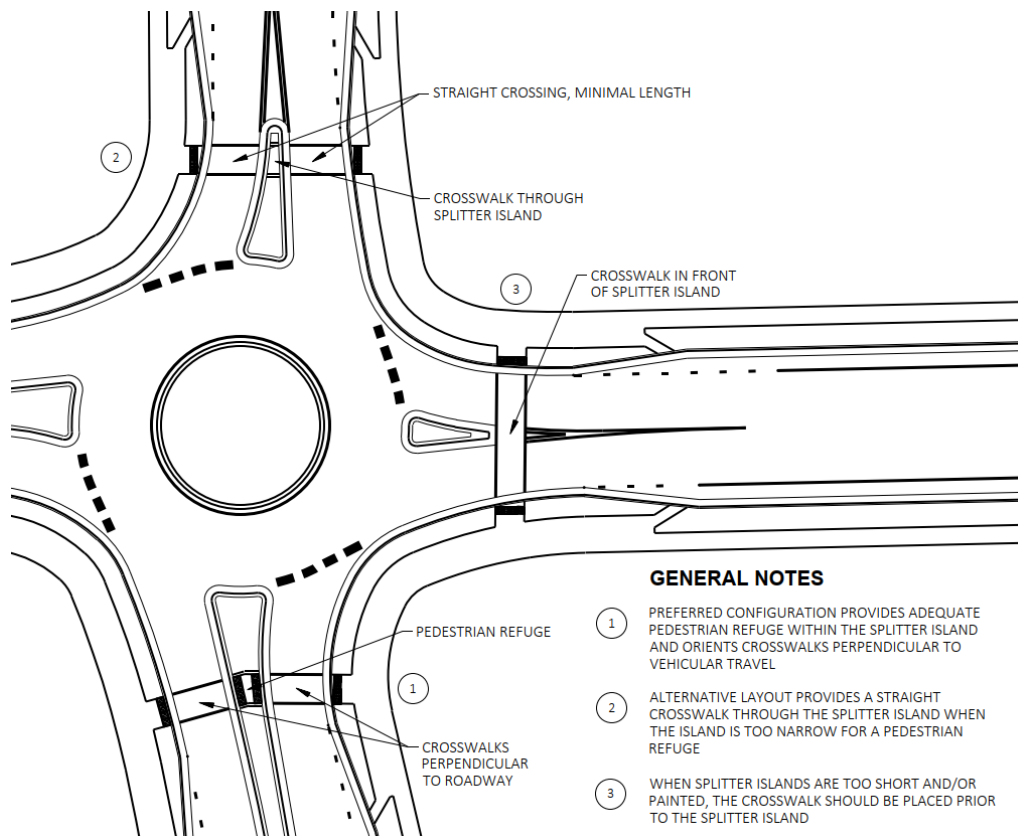 STRAIGHT CROSSING, MINIMAL LENGTH
2
CROSSWALK THROUGH
SPLITTER ISLAND
3
CROSSWALK IN FRONT
OF SPLITTER ISLAND
PEDESTRIAN REFUGE
1
CROSSWALKS
PERPENDICULAR
TO ROADWAY
GENERAL NOTES
1
PREFERRED CONFIGURATION PROVIDES ADEQUATE
PEDESTRIAN REFUGE WITHIN THE SPLITTER ISLAND
AND ORIENTS CROSSWALKS PERPENDICULAR TO
VEHICULAR TRAVEL
2
ALTERNATIVE LAYOUT PROVIDES A STRAIGHT
CROSSWALK THROUGH THE SPLITTER ISLAND WHEN
THE ISLAND IS TOO NARROW FOR A PEDESTRIAN
REFUGE
3
WHEN SPLITTER ISLANDS ARE TOO SHORT AND/OR
PAINTED, THE CROSSWALK SHOULD BE PLACED PRIOR
TO THE SPLITTER ISLAND